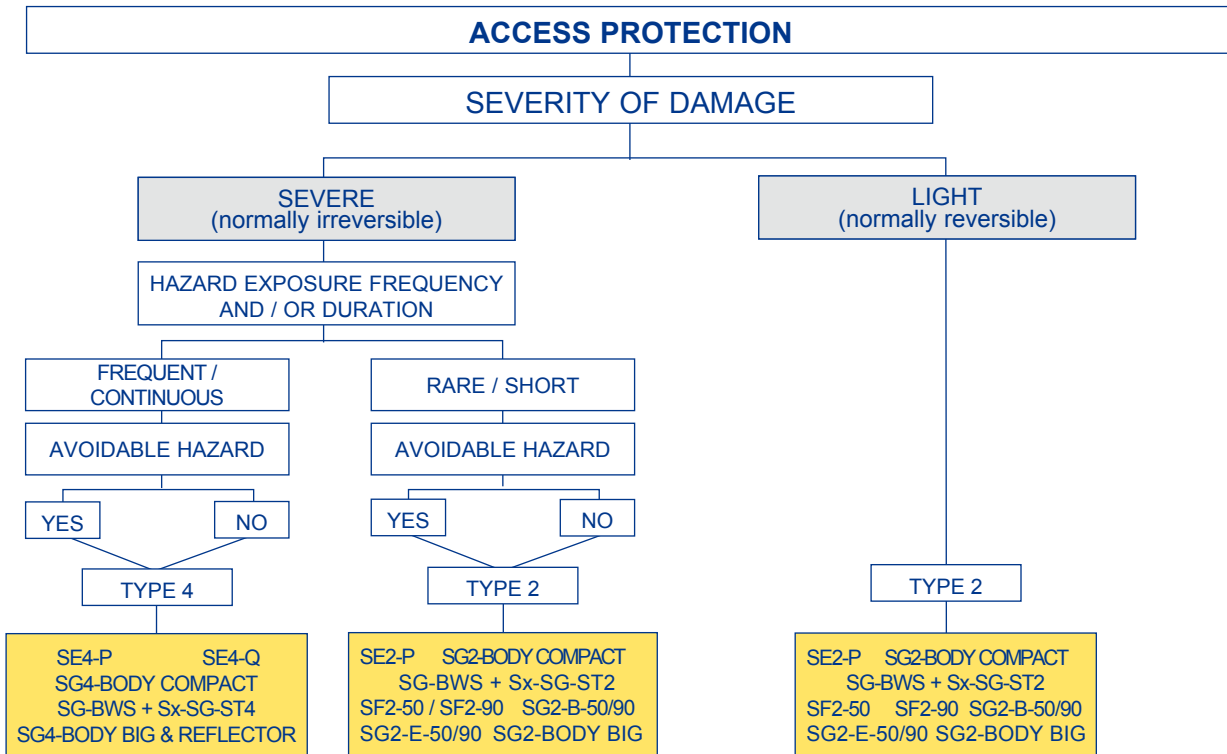 ACCESS PROTECTION
SEVERITY OF DAMAGE
SEVERE
(normally irreversible)
LIGHT
(normally reversible)
HAZARD EXPOSURE FREQUENCY
AND / OR DURATION
FREQUENT /
CONTINUOUS
RARE / SHORT
AVOIDABLE HAZARD
AVOIDABLE HAZARD
YES
NO
YES
NO
TYPE 4
TYPE 2
TYPE 2
SE4-P SE4-Q
SG4-BODY COMPACT
SG-BWS + Sx-SG-ST4
SG4-BODY BIG & REFLECTOR
SE2-P SG2-BODY COMPACT
SG-BWS + Sx-SG-ST2
SF2-50 / SF2-90 SG2-B-50/90
SG2-E-50/90 SG2-BODY BIG
SE2-P SG2-BODY COMPACT
SG-BWS + Sx-SG-ST2
SF2-50 SF2-90 SG2-B-50/90
SG2-E-50/90 SG2-BODY BIG